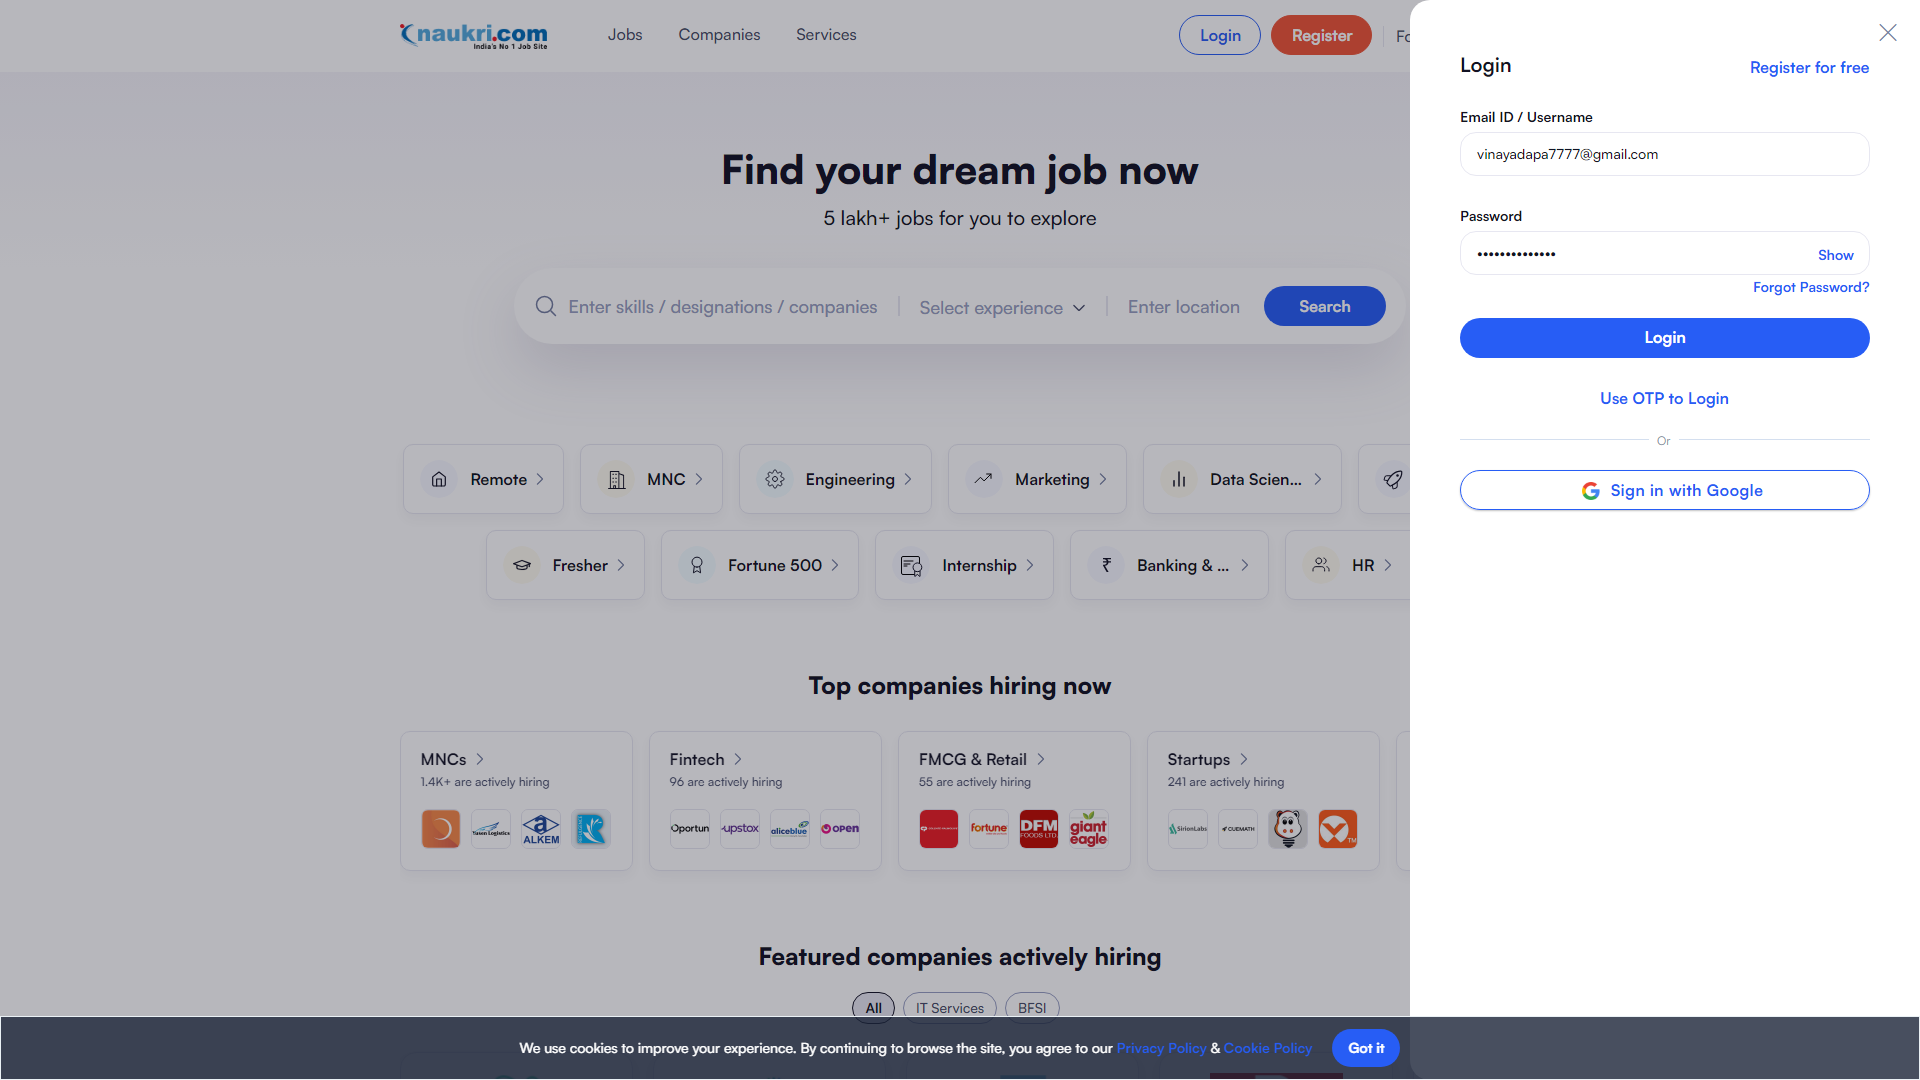 naukri.com
India's No 1 Job Site
Jobs
Companies
Services
Login
Register
Login
Register for free
Email ID / Username
vinayadapa7777@gmail.com
Password
••••••••••••••
Show
Forgot Password?
Login
Use OTP to Login
Or
Sign in with Google
Find your dream job now
5 lakh+ jobs for you to explore
Enter skills / designations / companies
Select experience
Enter location
Search
Remote
MNC
Engineering
Marketing
Data Scien...
Fresher
Fortune 500
Internship
Banking & ...
HR
Top companies hiring now
MNCs
1.4K+ are actively hiring
Yusen Logistics
ALKEM
Fintech
96 are actively hiring
Oportun
upstox
aliceblue
open
FMCG & Retail
55 are actively hiring
fortune
DFM
FOODS LTD.
giant
eagle
Startups
241 are actively hiring
SirionLabs
CUEMATH
Featured companies actively hiring
All
IT Services
BFSI
We use cookies to improve your experience. By continuing to browse the site, you agree to our Privacy Policy & Cookie Policy
Got it